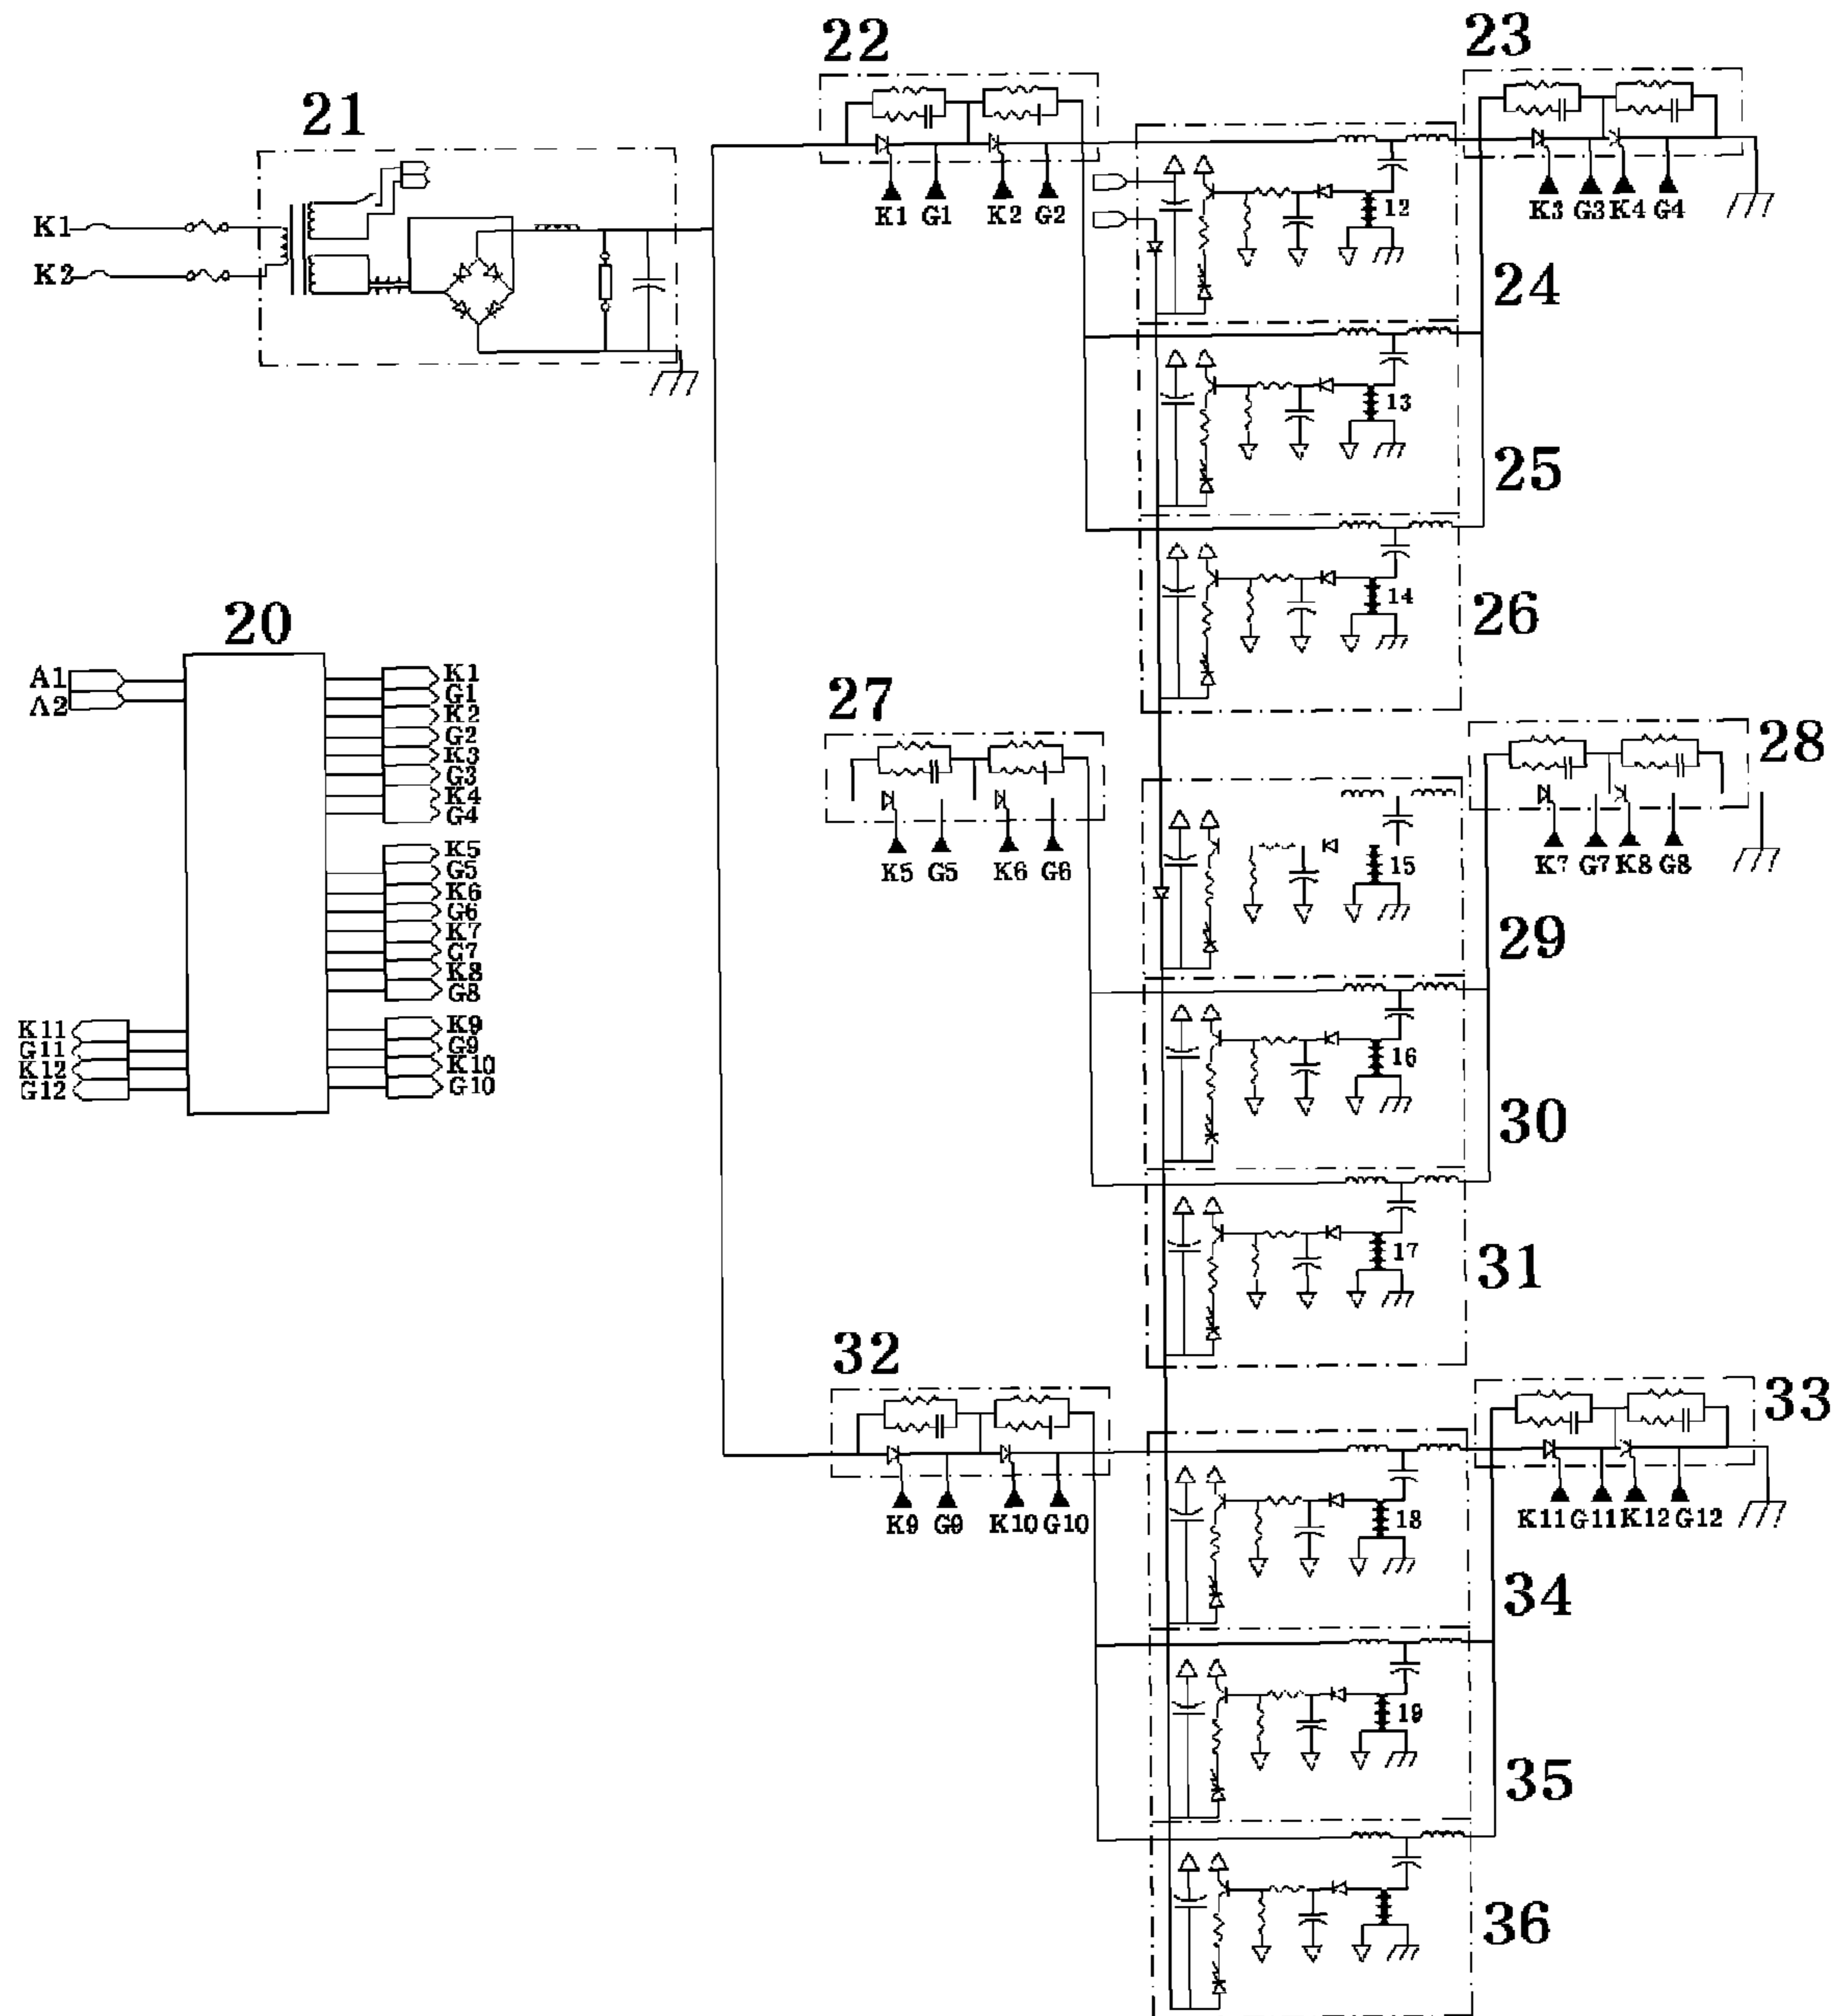 22
23
21
K1
K2
K1 G1 K2 G2
K3 G3 K4 G4
12
24
13
25
14
26
20
A1
A2
K1
G1
K2
G2
K3
G3
K4
G4
K5
G5
K6
G6
K7
G7
K8
G8
K11
G11
K12
G12
K9
G9
K10
G10
27
28
K5 G5 K6 G6
K7 G7 K8 G8
15
29
16
30
17
31
32
33
K9 G9 K10 G10
K11 G11 K12 G12
18
34
19
35
36